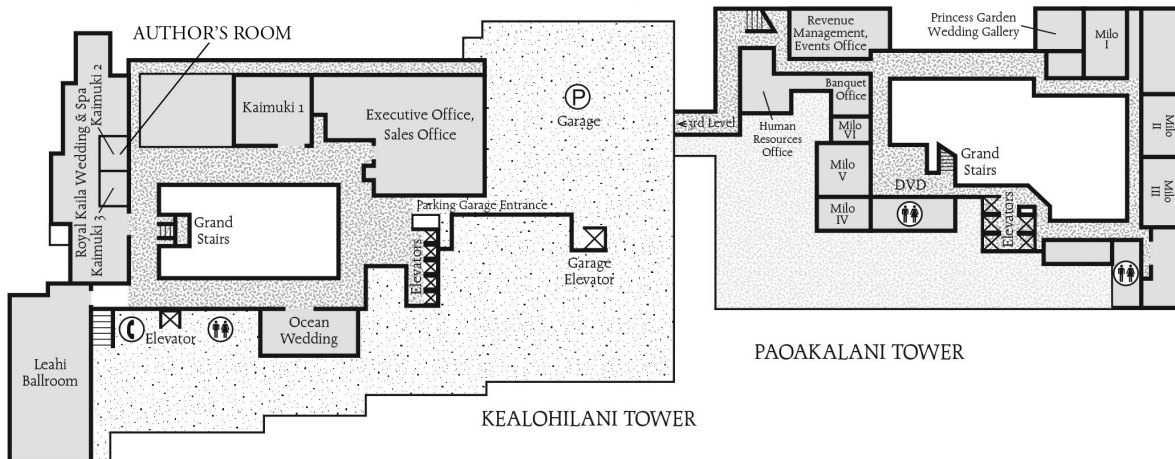 AUTHOR'S ROOM
Royal Kaila Wedding & Spa
Kaimuki 2
Kaimuki 3
Kaimuki 1
Executive Office,
Sales Office
P
Garage
Grand
Stairs
Parking Garage Entrance
Elevators
Garage
Elevator
Elevator
Ocean
Wedding
Leahi
Ballroom
KEALOHILANI TOWER
Revenue
Management,
Events Office
Princess Garden
Wedding Gallery
Milo
I
Banquet
Office
3rd Level
Human
Resources
Office
Milo
VI
Milo
V
Milo
IV
DVD
Grand
Stairs
Elevators
Milo
II
Milo
III
PAOAKALANI TOWER